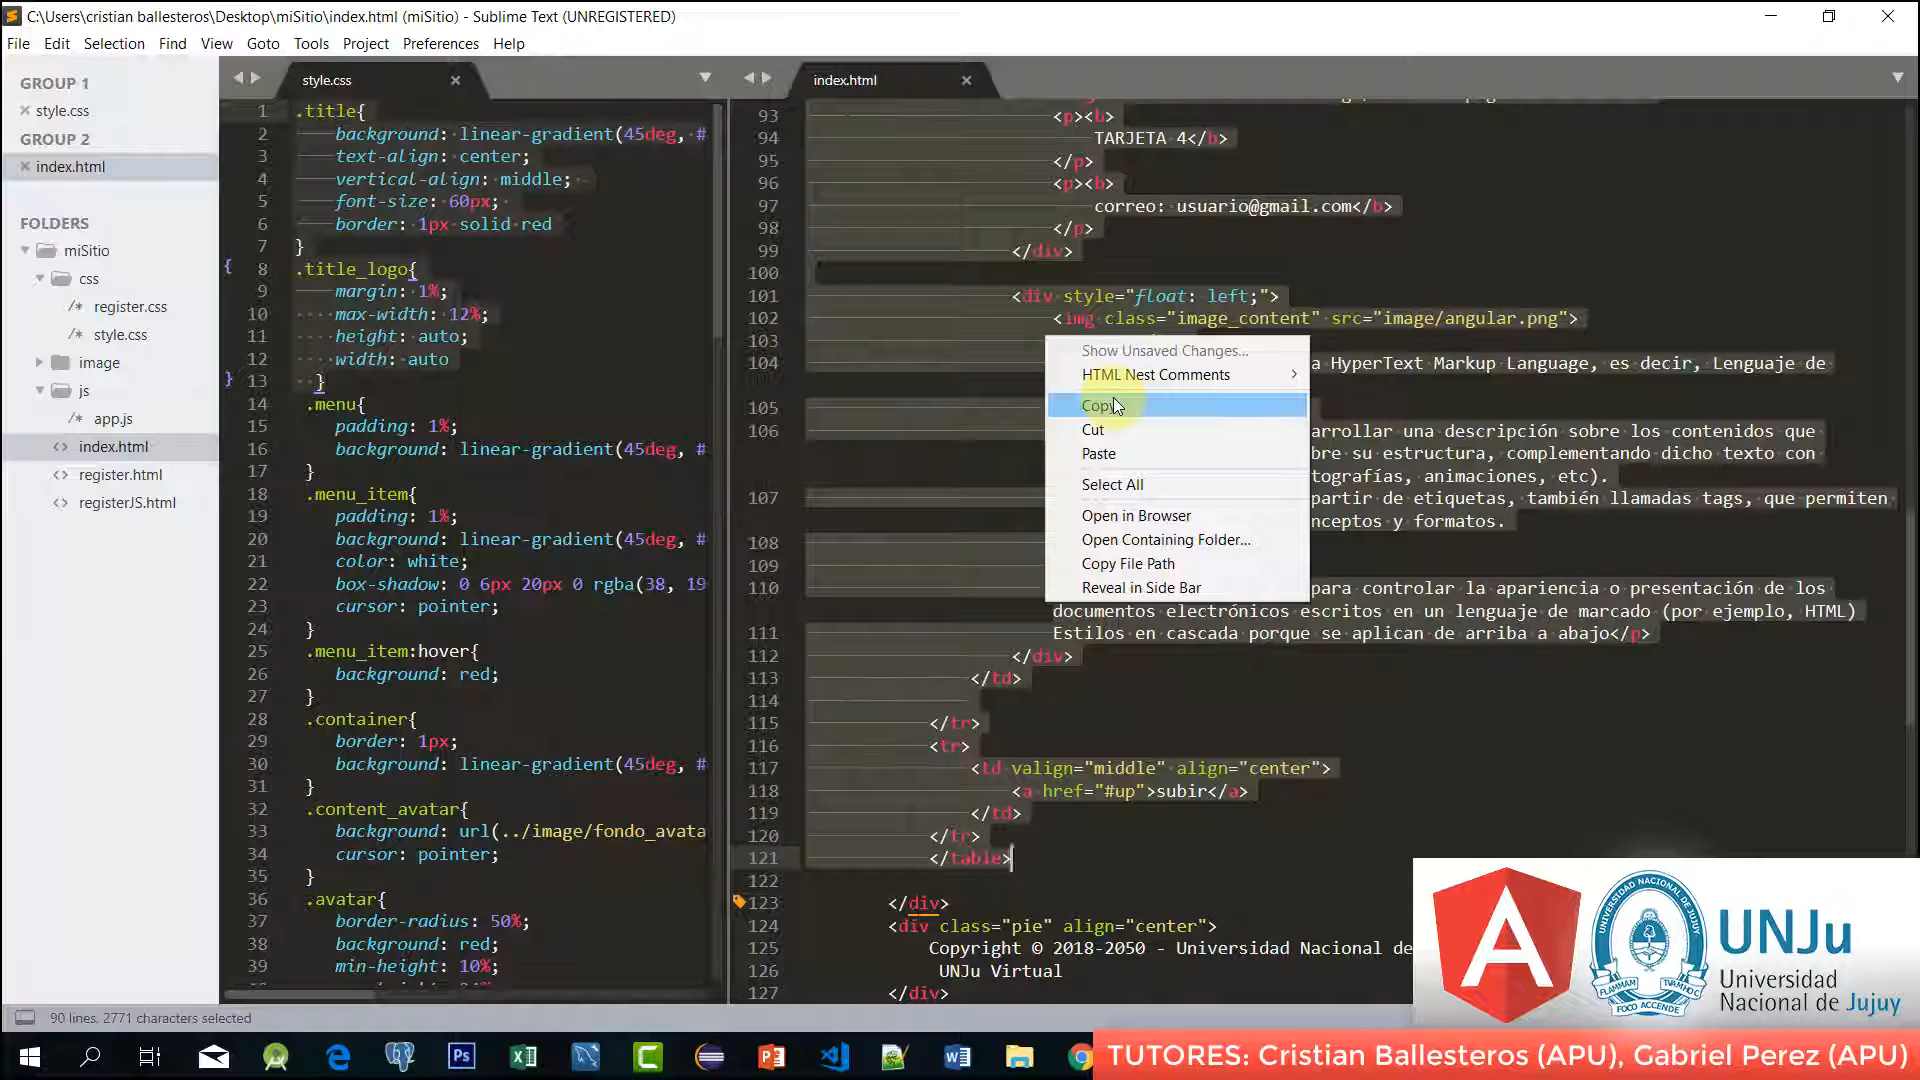 C:\Users\cristian ballesteros\Desktop\miSitio\index.html (miSitio) - Sublime Text (UNREGISTERED)
File Edit Selection Find View Goto Tools Project Preferences Help
GROUP 1
style.css
GROUP 2
index.html
FOLDERS
miSitio
css
register.css
style.css
image
js
app.js
index.html
register.html
registerJS.html
style.css
1 .title{
2 background: linear-gradient(45deg, #
3 text-align: center;
4 vertical-align: middle;
5 font-size: 60px;
6 border: 1px solid red
7 }
8 .title_logo{
9 margin: 1%;
10 max-width: 12%;
11 height: auto;
12 width: auto
13 }
14 .menu{
15 padding: 1%;
16 background: linear-gradient(45deg, #
17 }
18 .menu_item{
19 padding: 1%;
20 background: linear-gradient(45deg, #
21 color: white;
22 box-shadow: 0 6px 20px 0 rgba(38, 19
23 cursor: pointer;
24 }
25 .menu_item:hover{
26 background: red;
27 }
28 .container{
29 border: 1px;
30 background: linear-gradient(45deg, #
31 }
32 .content_avatar{
33 background: url(../image/fondo_avata
34 cursor: pointer;
35 }
36 .avatar{
37 border-radius: 50%;
38 background: red;
39 min-height: 10%;
index.html
93 <p><b>
94 TARJETA 4</b>
95 </p>
96 <p><b>
97 correo: usuario@gmail.com</b>
98 </p>
99 </div>
100
101 <div style="float: left;">
102 <img class="image_content" src="image/angular.png">
103
104 a HyperText Markup Language, es decir, Lenguaje de
105
106 arrollar una descripción sobre los contenidos que
bre su estructura, complementando dicho texto con
tografías, animaciones, etc).
107 partir de etiquetas, también llamadas tags, que permiten
nceptos y formatos.
108
109
110 para controlar la apariencia o presentación de los
documentos electrónicos escritos en un lenguaje de marcado (por ejemplo, HTML)
111 Estilos en cascada porque se aplican de arriba a abajo</p>
112 </div>
113 </td>
114
115 </tr>
116 <tr>
117 <td valign="middle" align="center">
118 <a href="#up">subir</a>
119 </td>
120 </tr>
121 </table>
122
123 </div>
124 <div class="pie" align="center">
125 Copyright © 2018-2050 - Universidad Nacional de
126 UNJu Virtual
127 </div>
Show Unsaved Changes...
HTML Nest Comments
Copy
Cut
Paste
Select All
Open in Browser
Open Containing Folder...
Copy File Path
Reveal in Side Bar
90 lines, 2771 characters selected
A
UNIVERSIDAD NACIONAL DE JUJUY
UNJu
Universidad
Nacional de Jujuy
TUTORES: Cristian Ballesteros (APU), Gabriel Perez (APU)